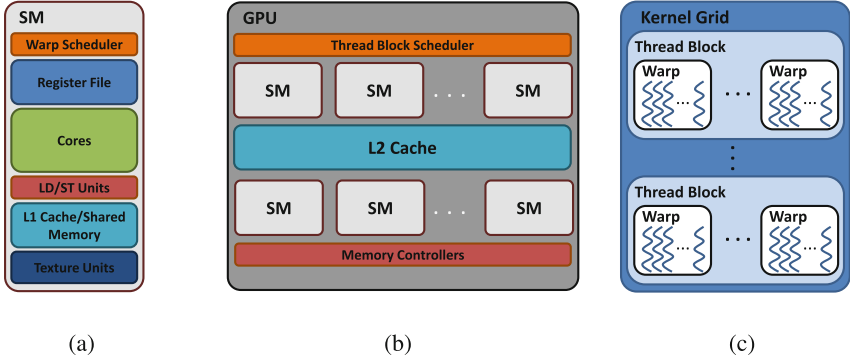 SM
Warp Scheduler
Register File
Cores
LD/ST Units
L1 Cache/Shared
Memory
Texture Units
(a)
GPU
Thread Block Scheduler
SM
SM
. . .
SM
L2 Cache
SM
SM
. . .
SM
Memory Controllers
(b)
Kernel Grid
Thread Block
Warp
...
...
Warp
...
Thread Block
Warp
...
...
Warp
...
(c)